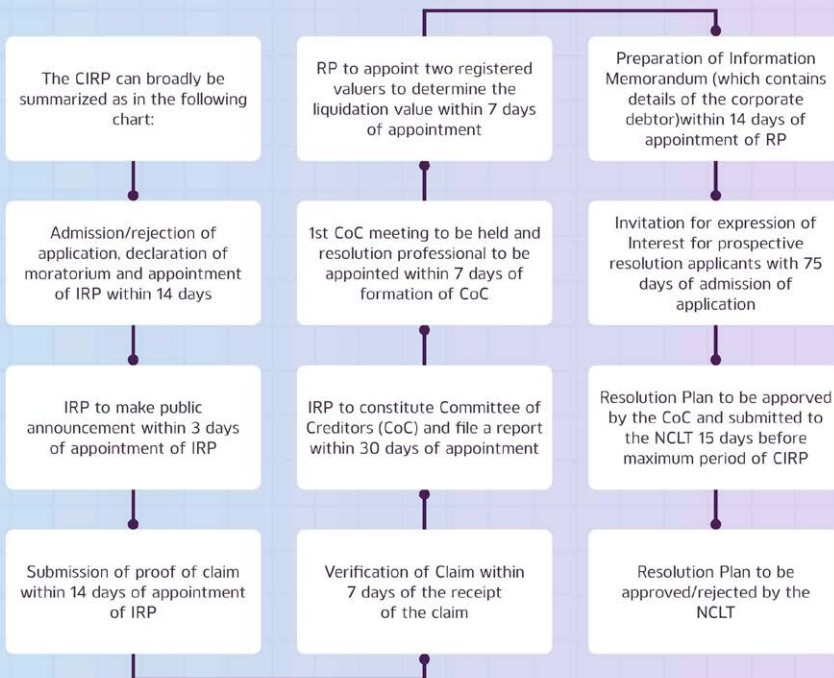 The CIRP can broadly be
summarized as in the following
chart:
Admission/rejection of
application, declaration of
moratorium and appointment
of IRP within 14 days
IRP to make public
announcement within 3 days
of appointment of IRP
Submission of proof of claim
within 14 days of appointment
of IRP
Verification of Claim within
7 days of the receipt
of the claim
IRP to constitute Committee of
Creditors (CoC) and file a report
within 30 days of appointment
1st CoC meeting to be held and
resolution professional to be
appointed within 7 days of
formation of CoC
RP to appoint two registered
valuers to determine the
liquidation value within 7 days
of appointment
Preparation of Information
Memorandum (which contains
details of the corporate
debtor)within 14 days of
appointment of RP
Invitation for expression of
Interest for prospective
resolution applicants with 75
days of admission of
application
Resolution Plan to be apporved
by the CoC and submitted to
the NCLT 15 days before
maximum period of CIRP
Resolution Plan to be
approved/rejected by the
NCLT